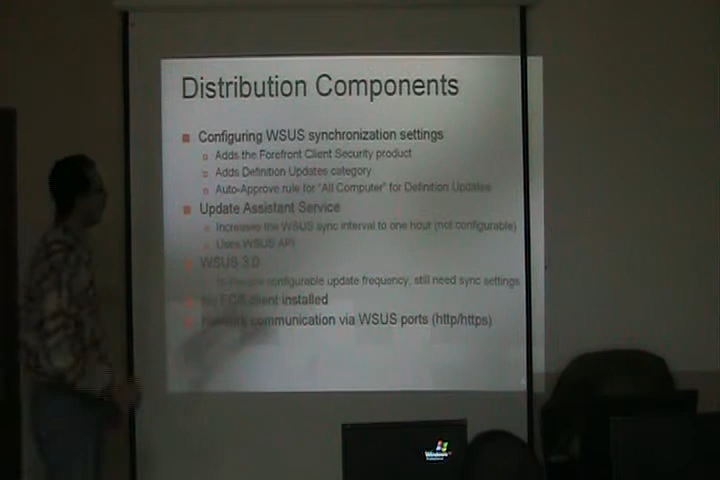 Distribution Components
Configuring WSUS synchronization settings
Adds the Forefront Client Security product
Adds Definition Updates category
Auto-Approve rule for "All Computer" for Definition Updates
Update Assistant Service
Increases the WSUS sync interval to one hour (not configurable)
Uses WSUS API
WSUS 3.0
configurable update frequency, still need sync settings
FCS client installed
communication via WSUS ports (http/https)
Windows